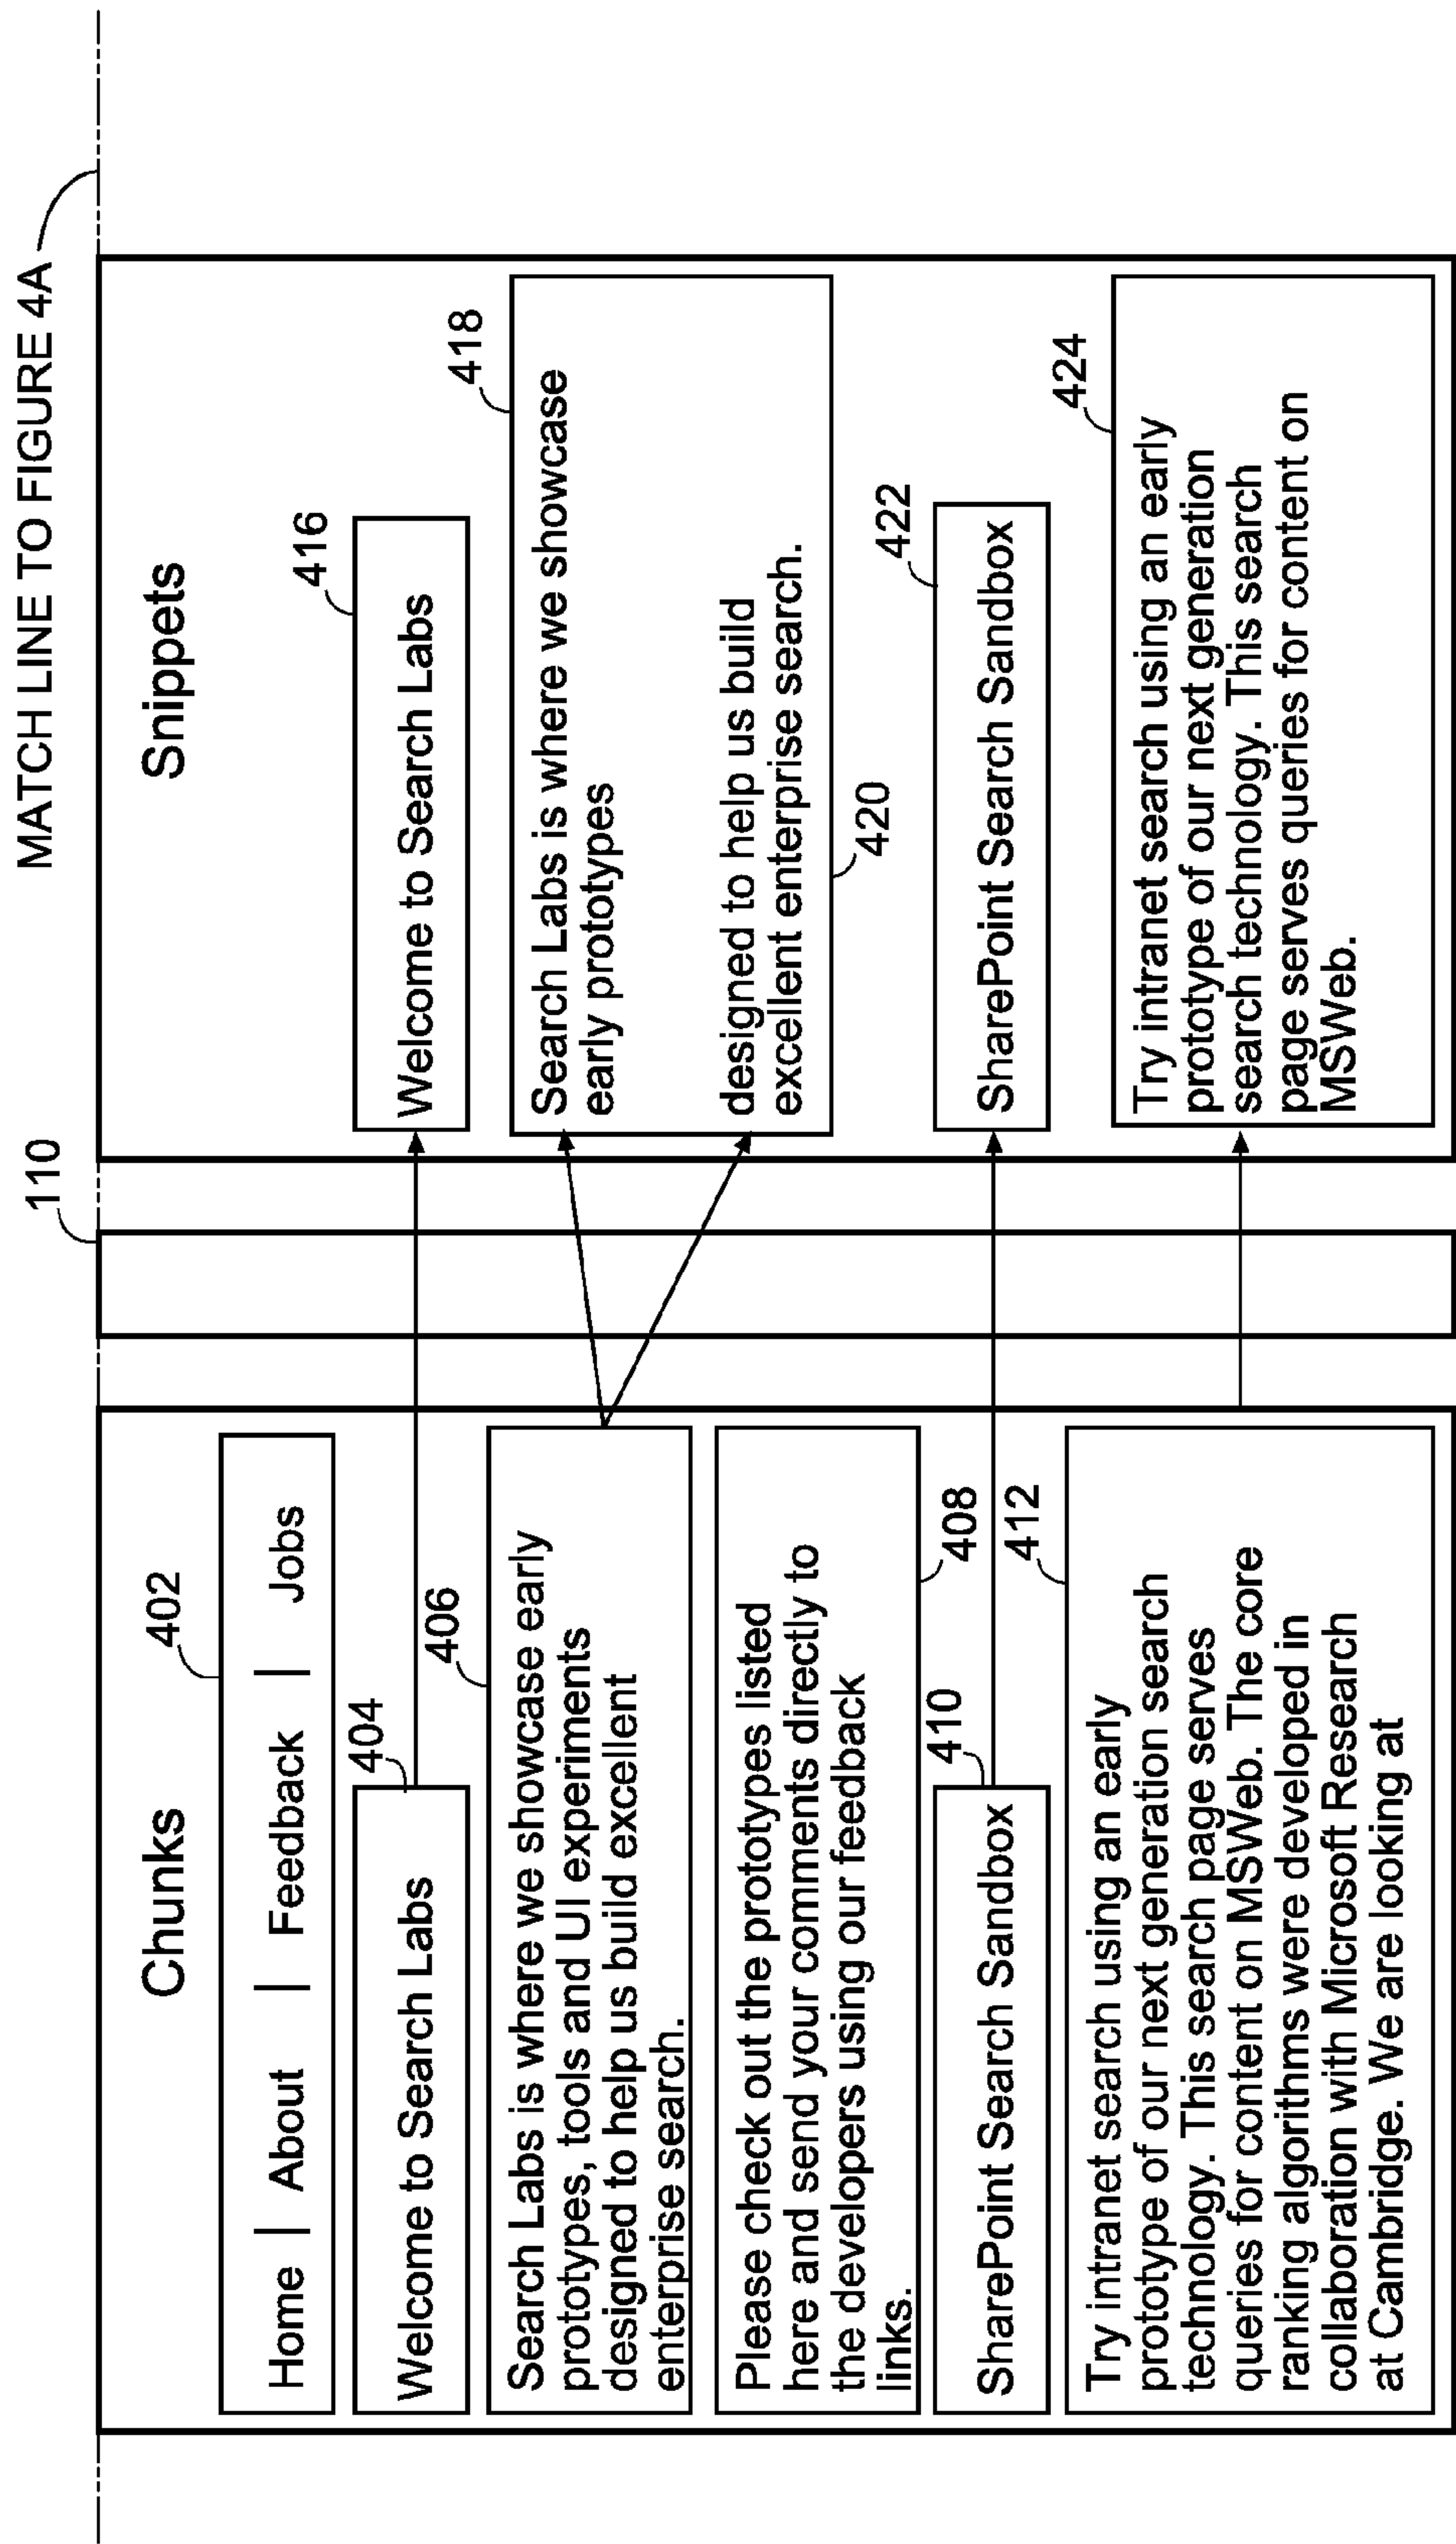 MATCH LINE TO FIGURE 4A
110
Chunks
402
Home | About | Feedback | Jobs
404
Welcome to Search Labs
406
Search Labs is where we showcase early
prototypes, tools and UI experiments
designed to help us build excellent
enterprise search.
Please check out the prototypes listed
here and send your comments directly to
the developers using our feedback
links.
408
410
SharePoint Search Sandbox
412
Try intranet search using an early
prototype of our next generation search
technology. This search page serves
queries for content on MSWeb. The core
ranking algorithms were developed in
collaboration with Microsoft Research
at Cambridge. We are looking at
Snippets
416
Welcome to Search Labs
418
Search Labs is where we showcase
early prototypes
designed to help us build
excellent enterprise search.
420
422
SharePoint Search Sandbox
424
Try intranet search using an early
prototype of our next generation
search technology. This search
page serves queries for content on
MSWeb.